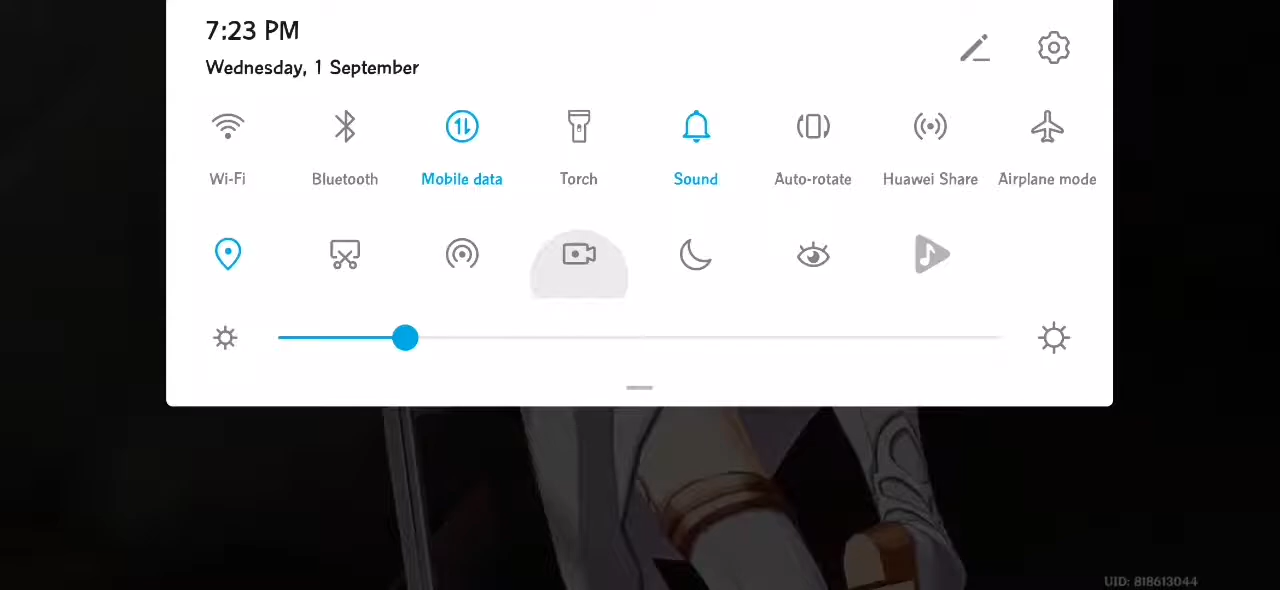 7:23 PM
Wednesday, 1 September
Wi-Fi
Bluetooth
Mobile data
Torch
Sound
Auto-rotate
Huawei Share
Airplane mode
UID: 818613044